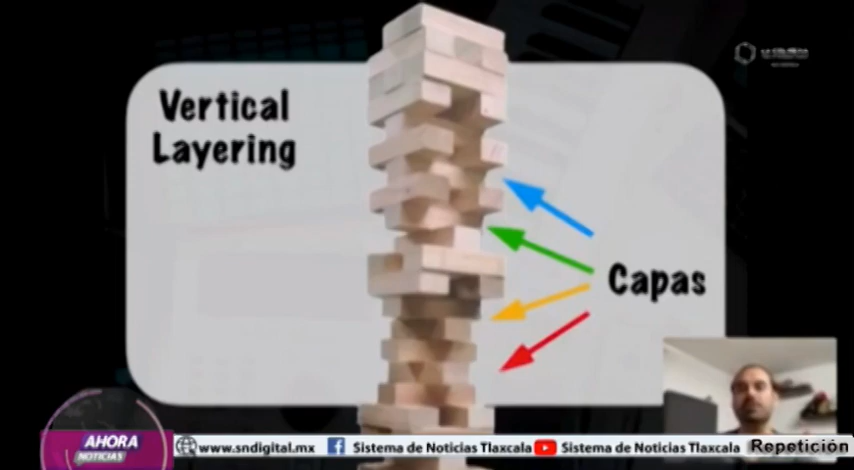 Vertical
Layering
Capas
AHORA
NOTICIAS
www.sndigital.mx Sistema de Noticias Tlaxcala Sistema de Noticias Tlaxcala Repetición